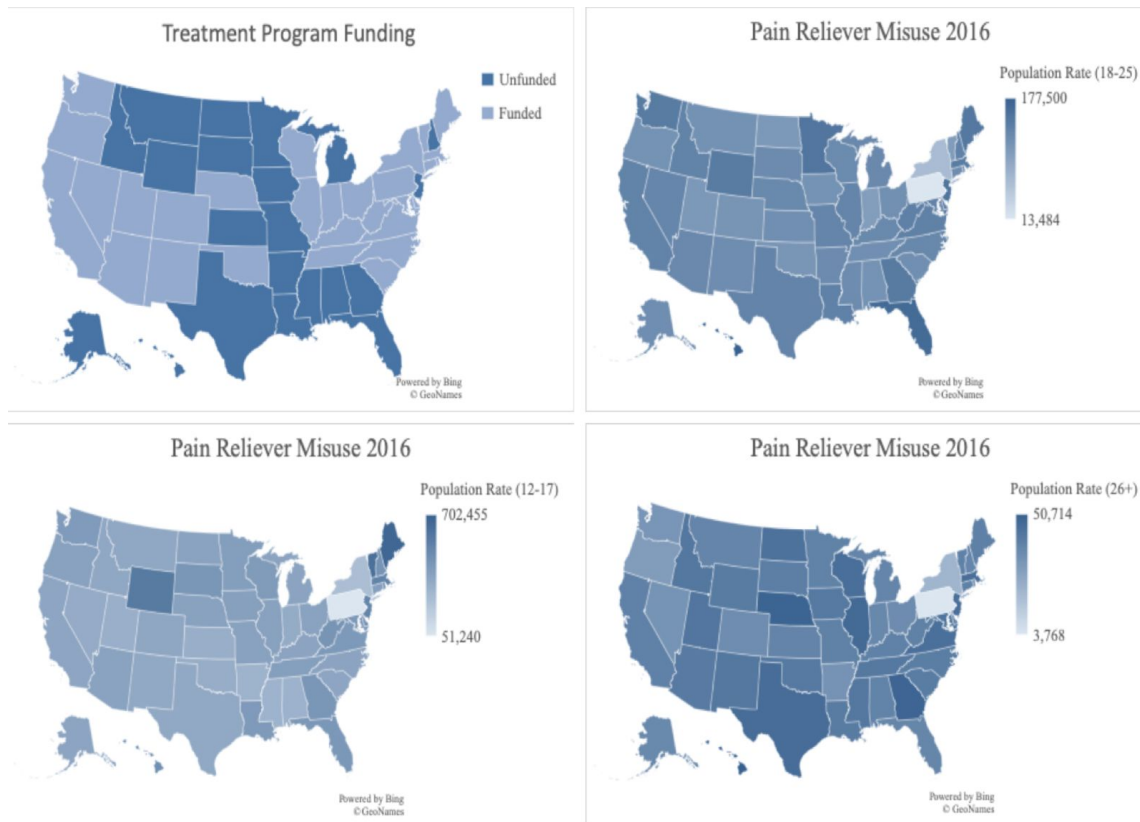 Treatment Program Funding
Unfunded
Funded
Powered by Bing
© GeoNames
Pain Reliever Misuse 2016
Population Rate (18-25)
177,500
13,484
Powered by Bing
© GeoNames
Pain Reliever Misuse 2016
Population Rate (12-17)
702,455
51,240
Powered by Bing
© GeoNames
Pain Reliever Misuse 2016
Population Rate (26+)
50,714
3,768
Powered by Bing
© GeoNames